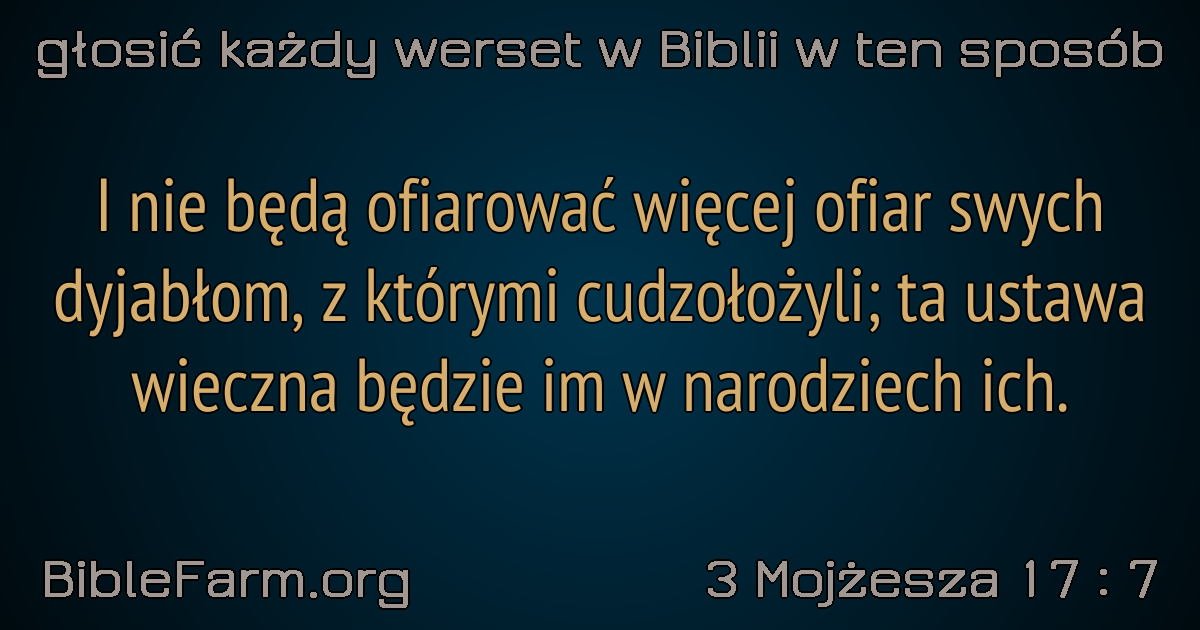 głosić każdy werset w Biblii w ten sposób
I nie będą ofiarować więcej ofiar swych
dyjabłom, z którymi cudzołożyli; ta ustawa
wieczna będzie im w narodziech ich.
BibleFarm.org
3 Mojżesza 17 : 7